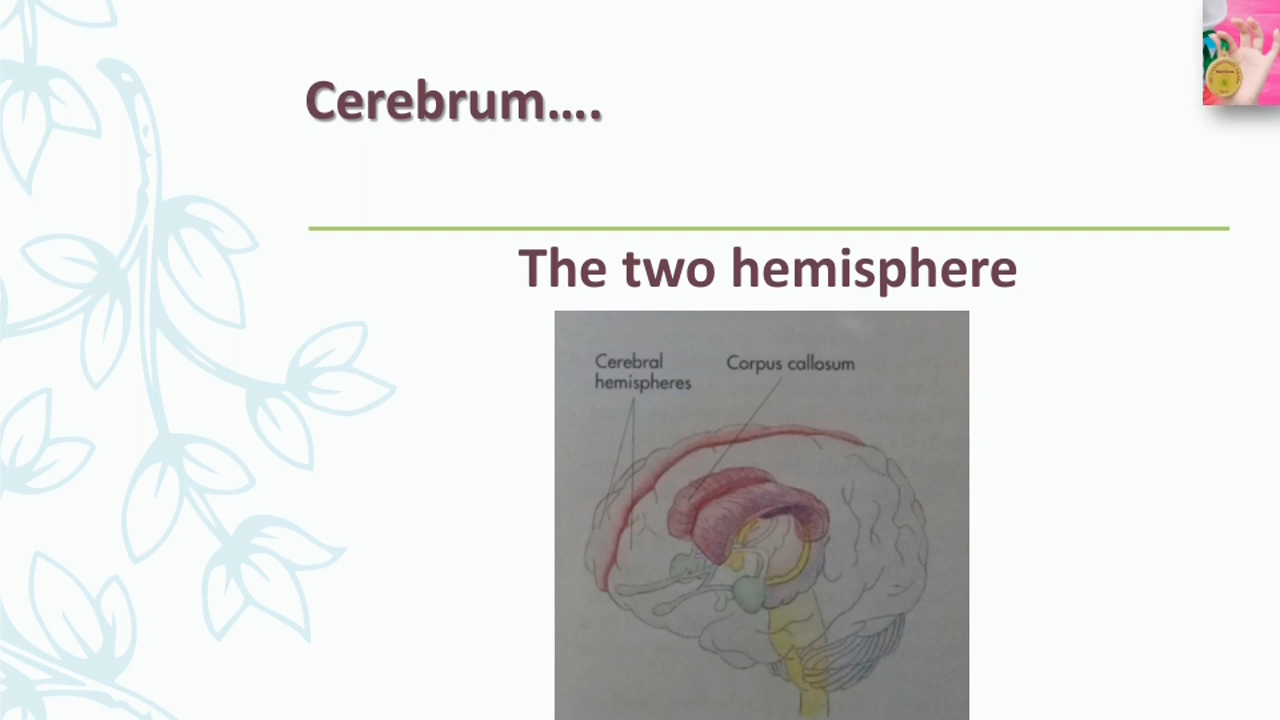 Cerebrum....
The two hemisphere
Cerebral
hemispheres
Corpus callosum